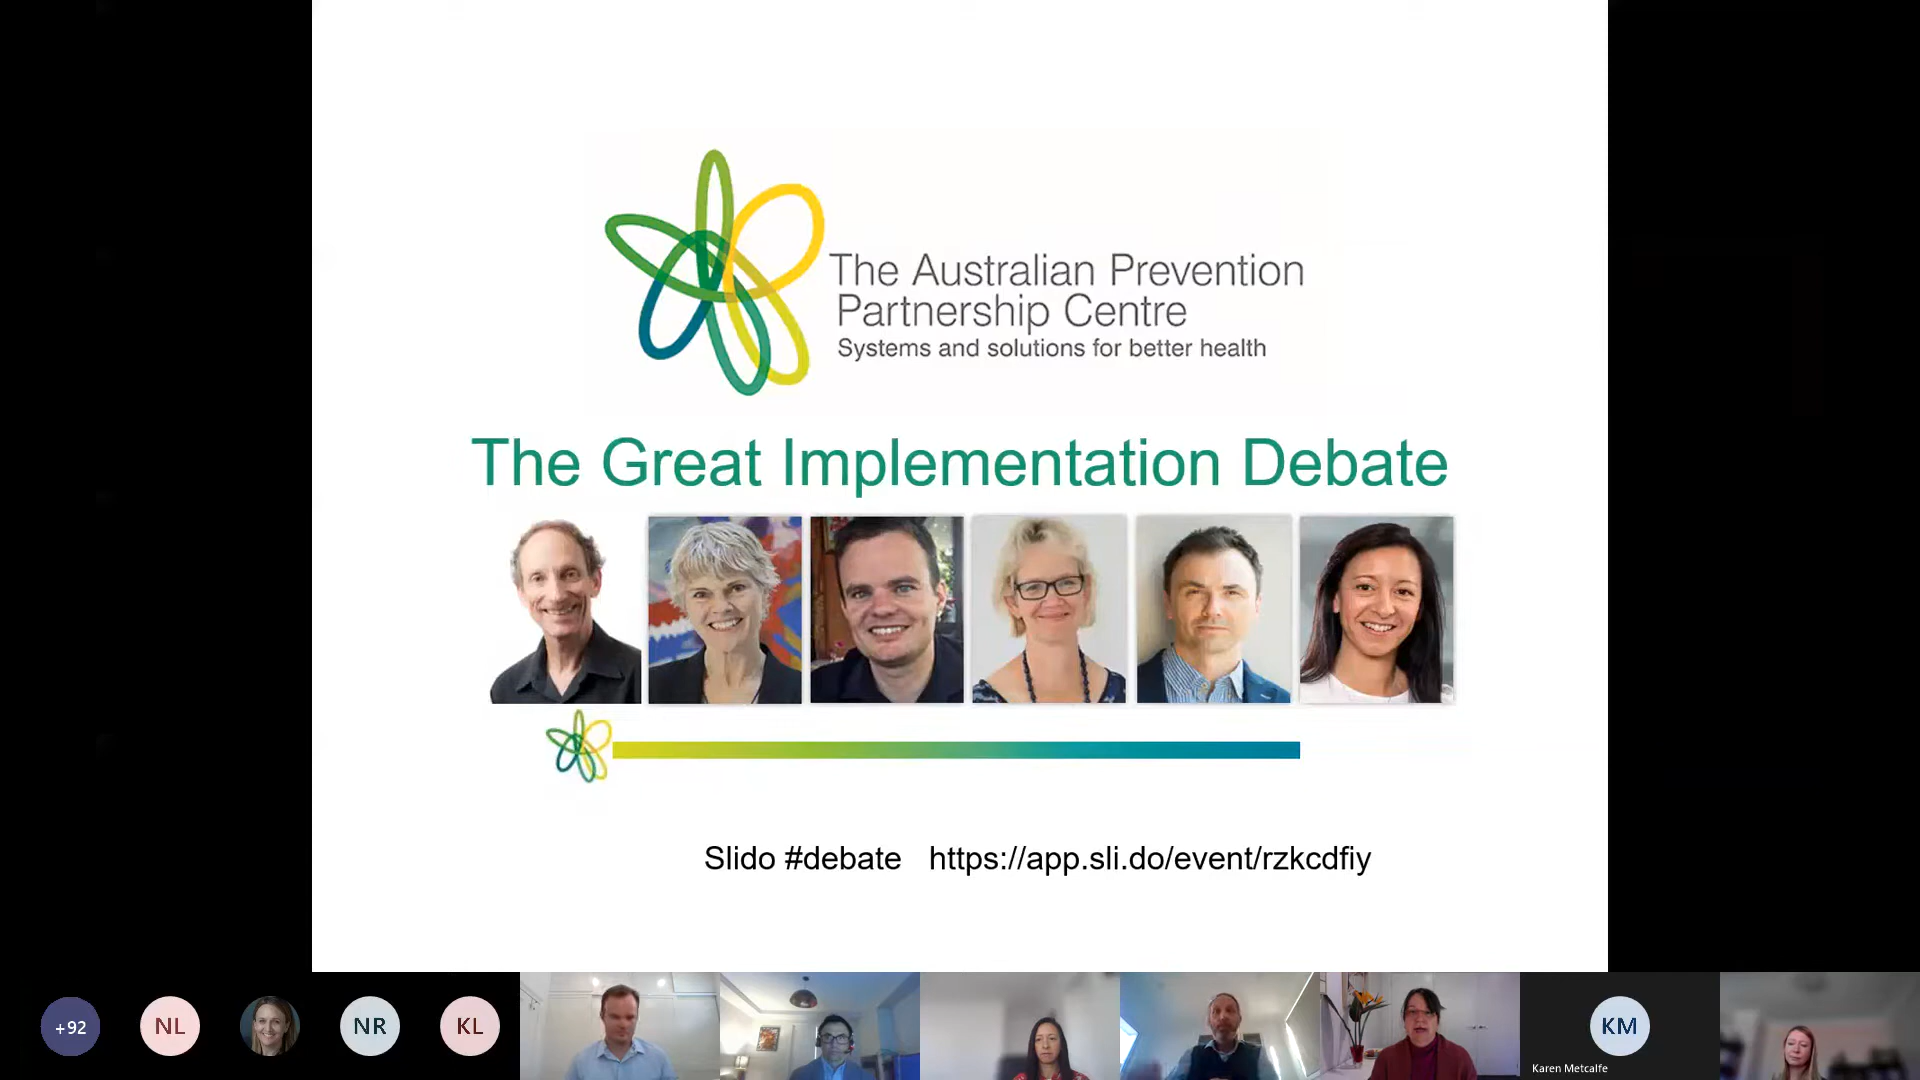 The Australian Prevention
Partnership Centre
Systems and solutions for better health
The Great Implementation Debate
Slido #debate https://app.sli.do/event/rzkcdfiy
+92
NL
NR
KL
KM
Karen Metcalfe